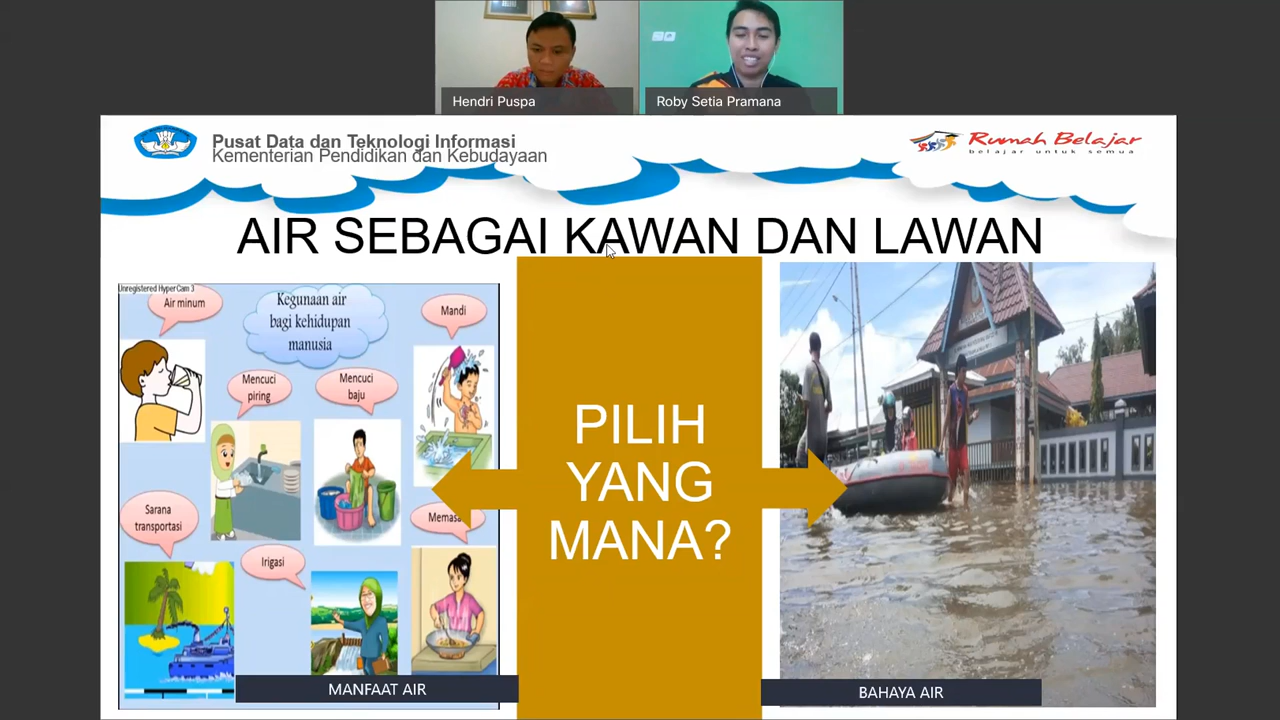 Hendri Puspa
Roby Setia Pramana
Pusat Data dan Teknologi Informasi
Kementerian Pendidikan dan Kebudayaan
Rumah Belajar
belajar untuk semua
AIR SEBAGAI KAWAN DAN LAWAN
Unregistered HyperCam 3
Air minum
Kegunaan air
bagi kehidupan
manusia
Mandi
Mencuci
piring
Mencuci
baju
Sarana
transportasi
Irigasi
PILIH
YANG
MANA?
MANFAAT AIR
BAHAYA AIR